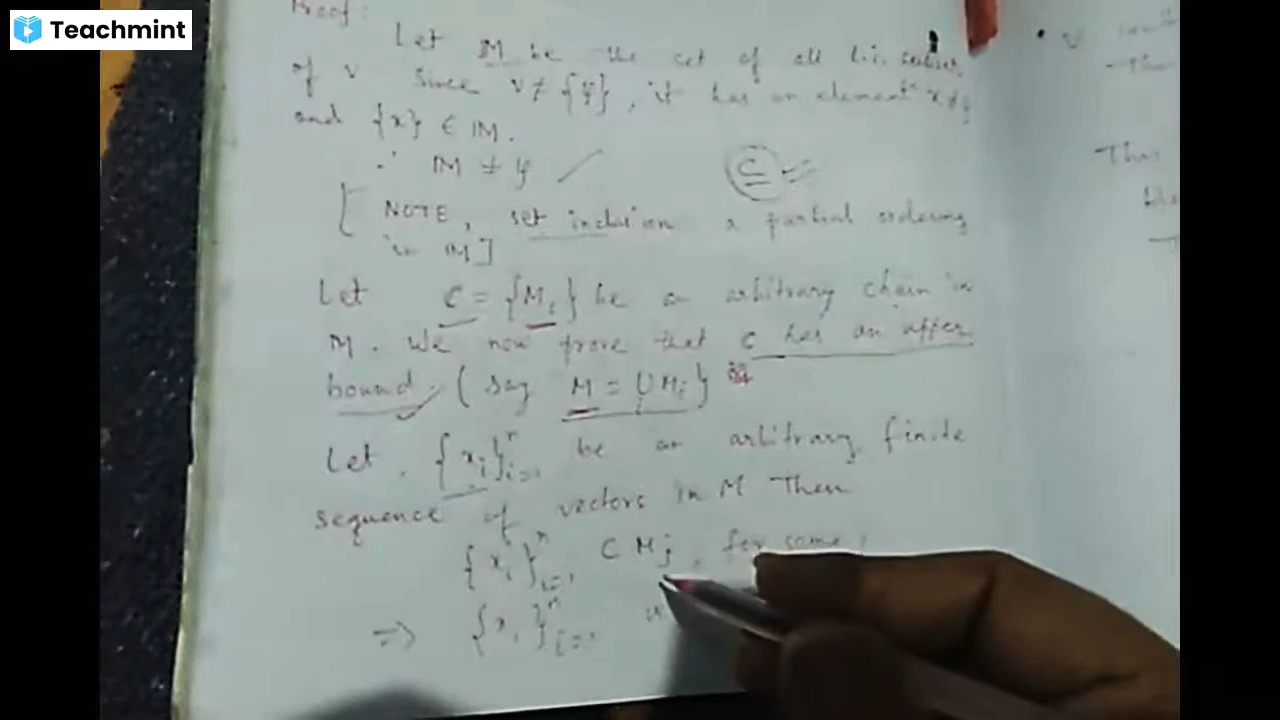 Teachmint
Proof:
Let M be the set of all l.i. subset
of V since V ≠ {φ}, it has an element x ≠ φ
and {x} ∈ M.
∴ M ≠ φ
C
[NOTE, set inclusion a partial ordering
in M]
Let C = {Mi} be an arbitrary chain in
M. We now prove that C has an upper
bound. (Say M = ∪Mi}
Let, {xi}ⁿi=1 be an arbitrary finite
sequence of vectors in M Then
{xi}ⁿi=1 ⊂ Mj, for some
⇒ {xi}ⁿi=1
V
Thus